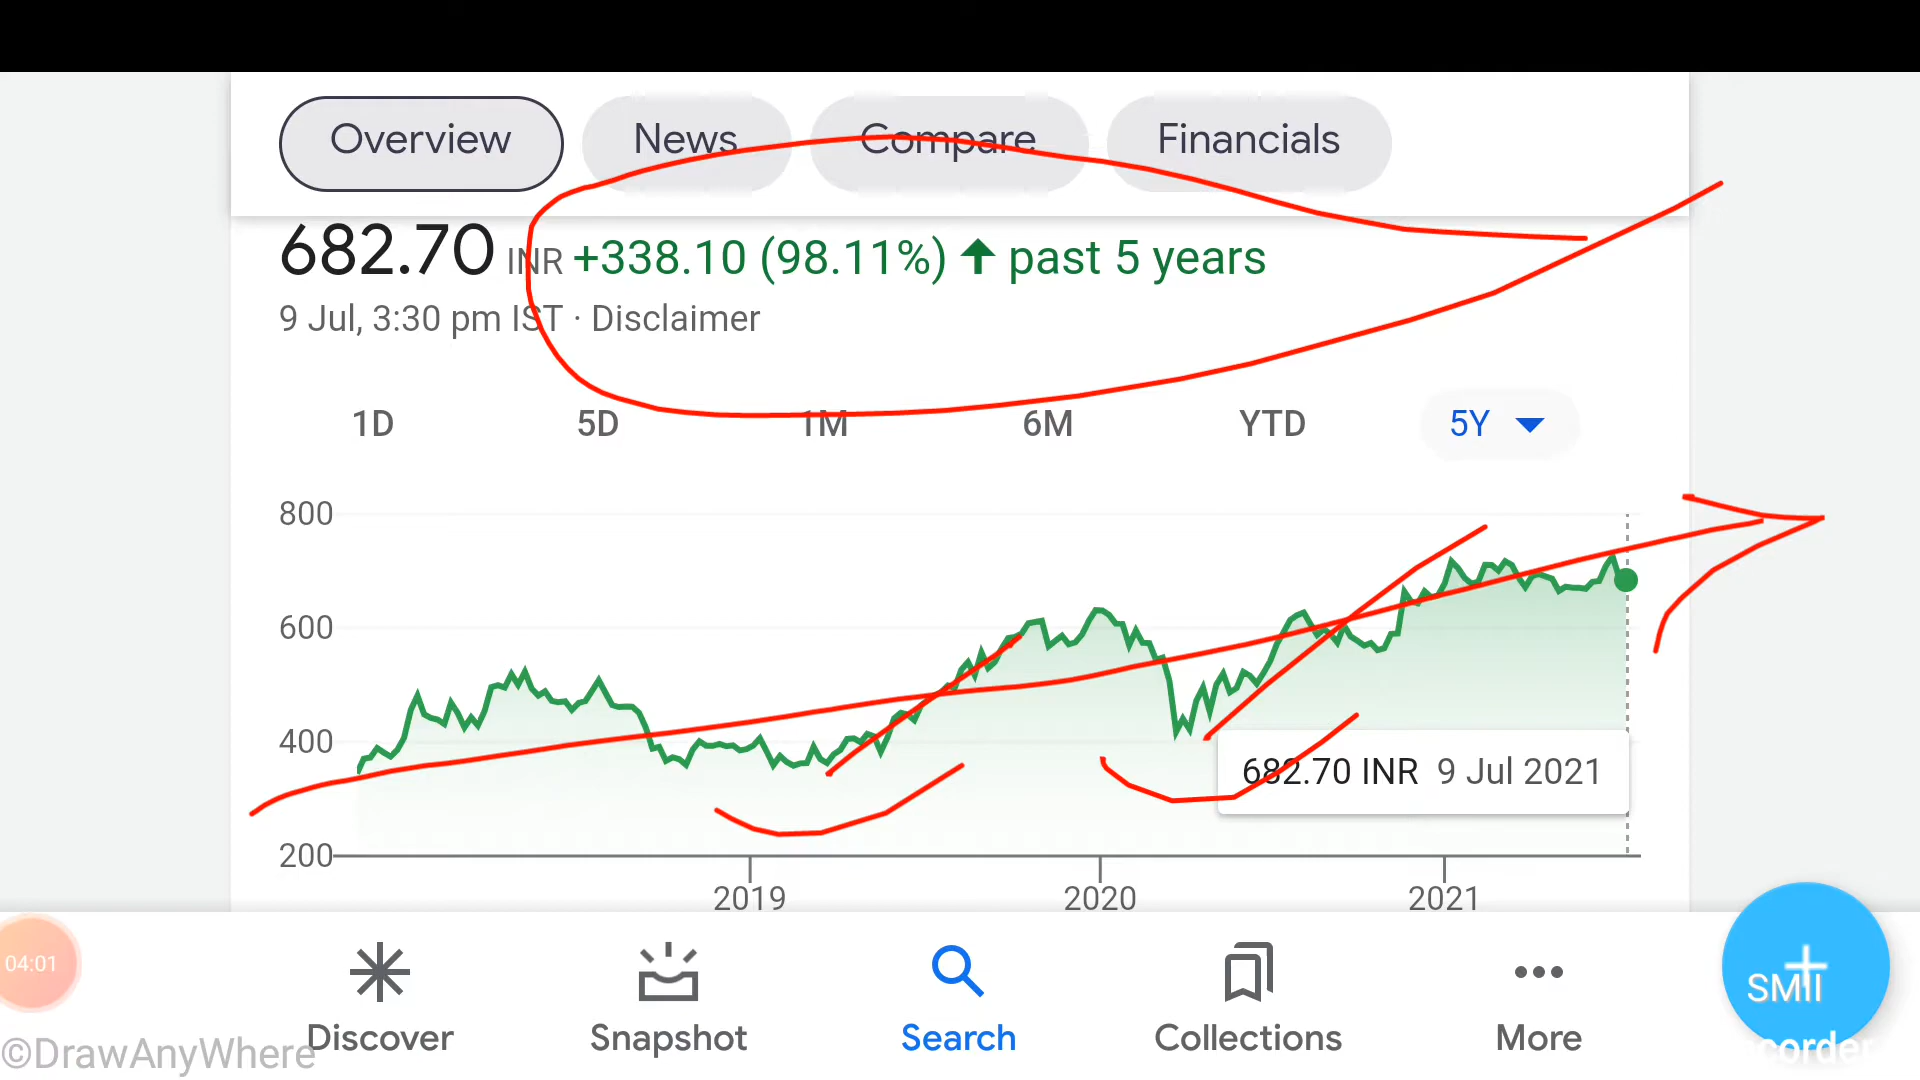 Overview News Compare Financials
682.70 INR +338.10 (98.11%) ↑ past 5 years
9 Jul, 3:30 pm IST · Disclaimer
1D 5D 1M 6M YTD 5Y
800
600
400
682.70 INR 9 Jul 2021
200
2019 2020 2021
04:01
SMII
Discover Snapshot Search Collections More
©DrawAnyWhere
corder